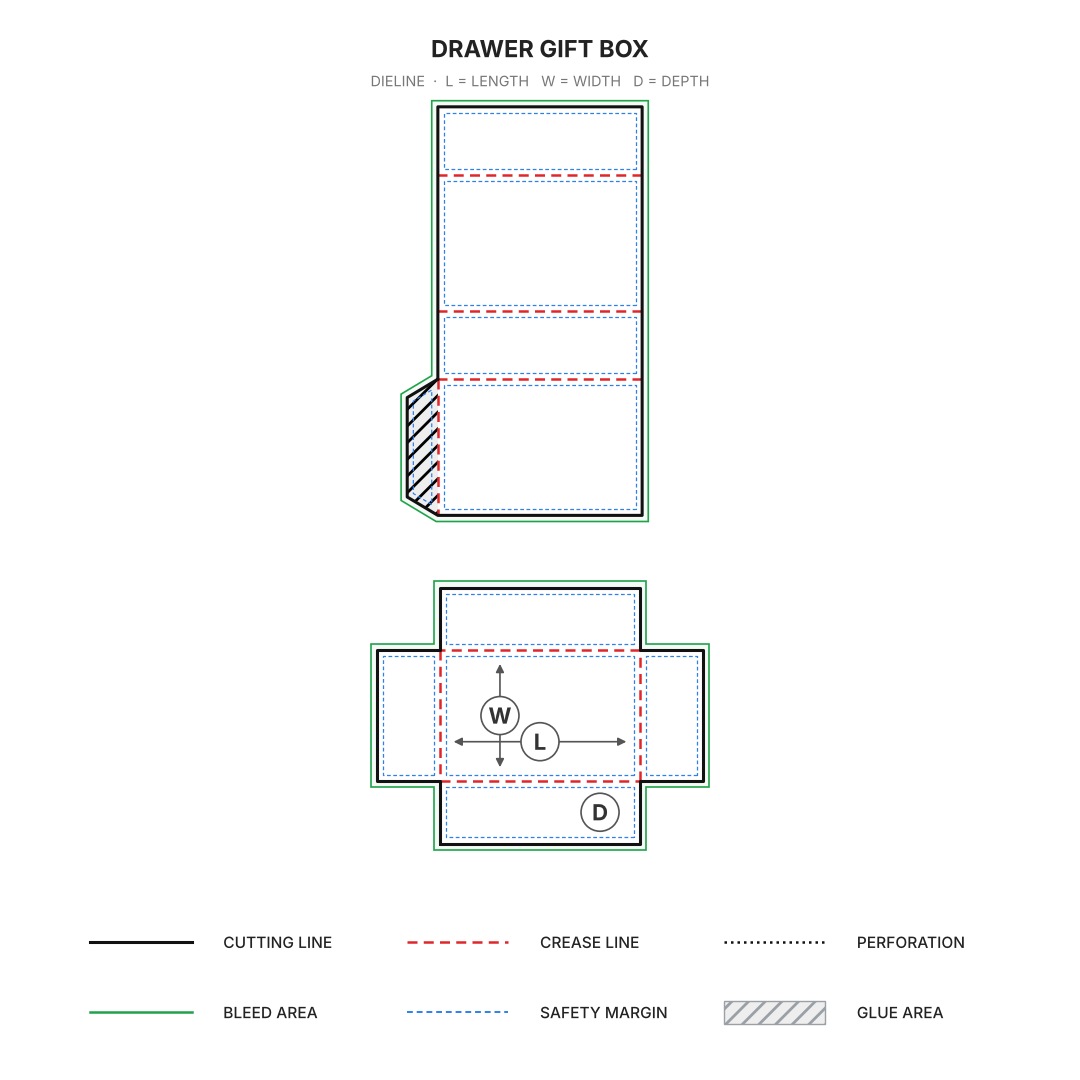 DRAWER GIFT BOX
DIELINE · L = LENGTH W = WIDTH D = DEPTH
W
L
D
CUTTING LINE
CREASE LINE
PERFORATION
BLEED AREA
SAFETY MARGIN
GLUE AREA